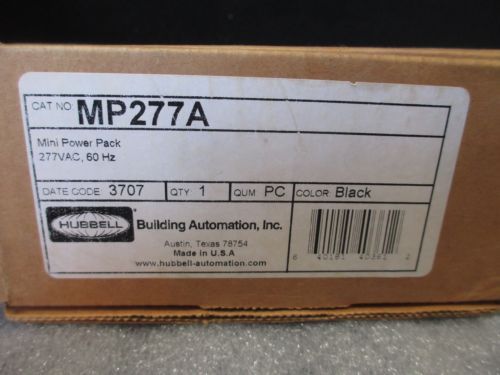 CAT NO: MP277A
Mini Power Pack
277VAC, 60 Hz
DATE CODE: 3707 QTY: 1 QUM: PC COLOR: Black
HUBBELL Building Automation, Inc.
Austin, Texas 78754
Made in U.S.A
www.hubbell-automation.com